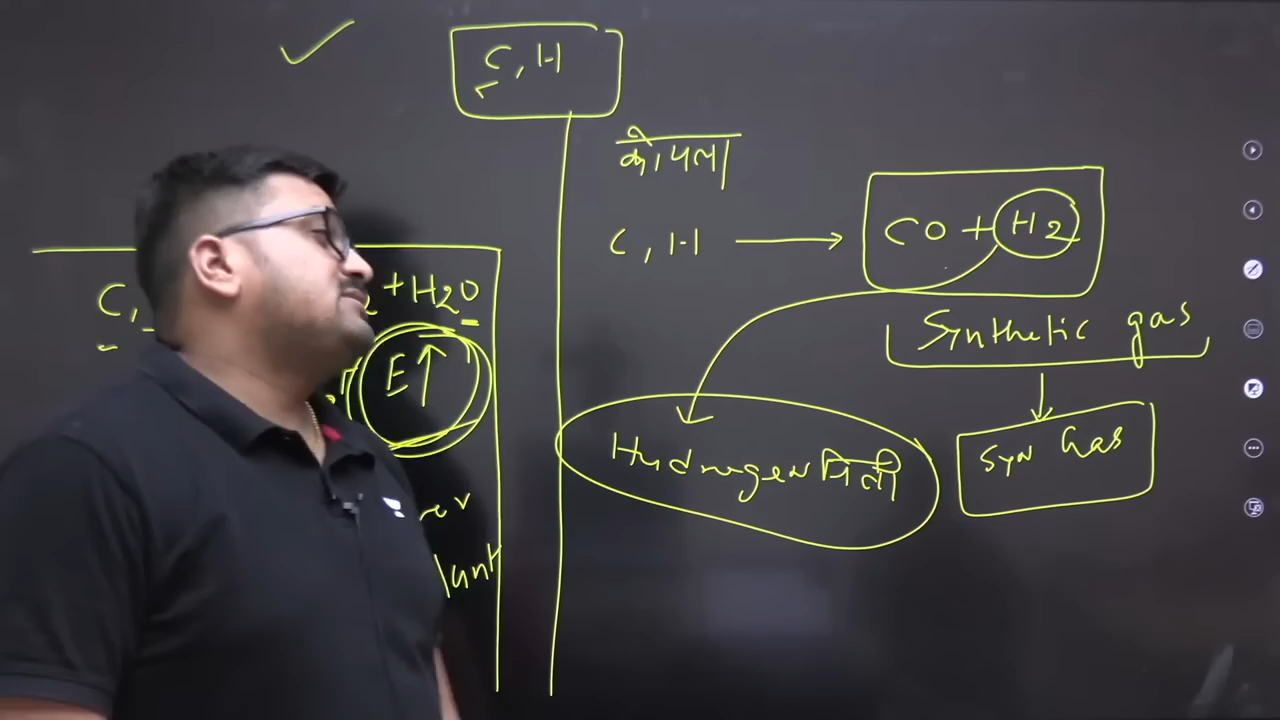 C, H
कोयला
C, H → CO + H2
Synthetic gas
Syn Gas
Hydrogen मिली
C,
+ H2O
E↑